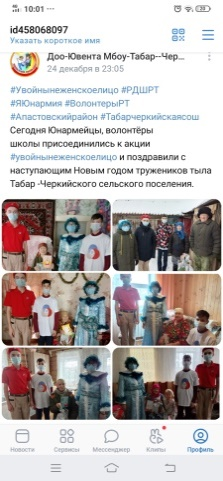 10:01
id458068097
Указать короткое имя
Доо-Ювента Мбоу-Табар--Чер...
24 декабря в 23:05
#Увойнынеженскоелицо #РДШРТ
#ЯЮнармия #ВолонтерыРТ
#Апастовскийрайон #Табарчеркийскаясош
Сегодня Юнармейцы, волонтёры
школы присоединились к акции
#увойнынеженскоелицо и поздравили с
наступающим Новым годом тружеников тыла
Табар -Черкийского сельского поселения.
Новости Сервисы Мессенджер Клипы Профиль